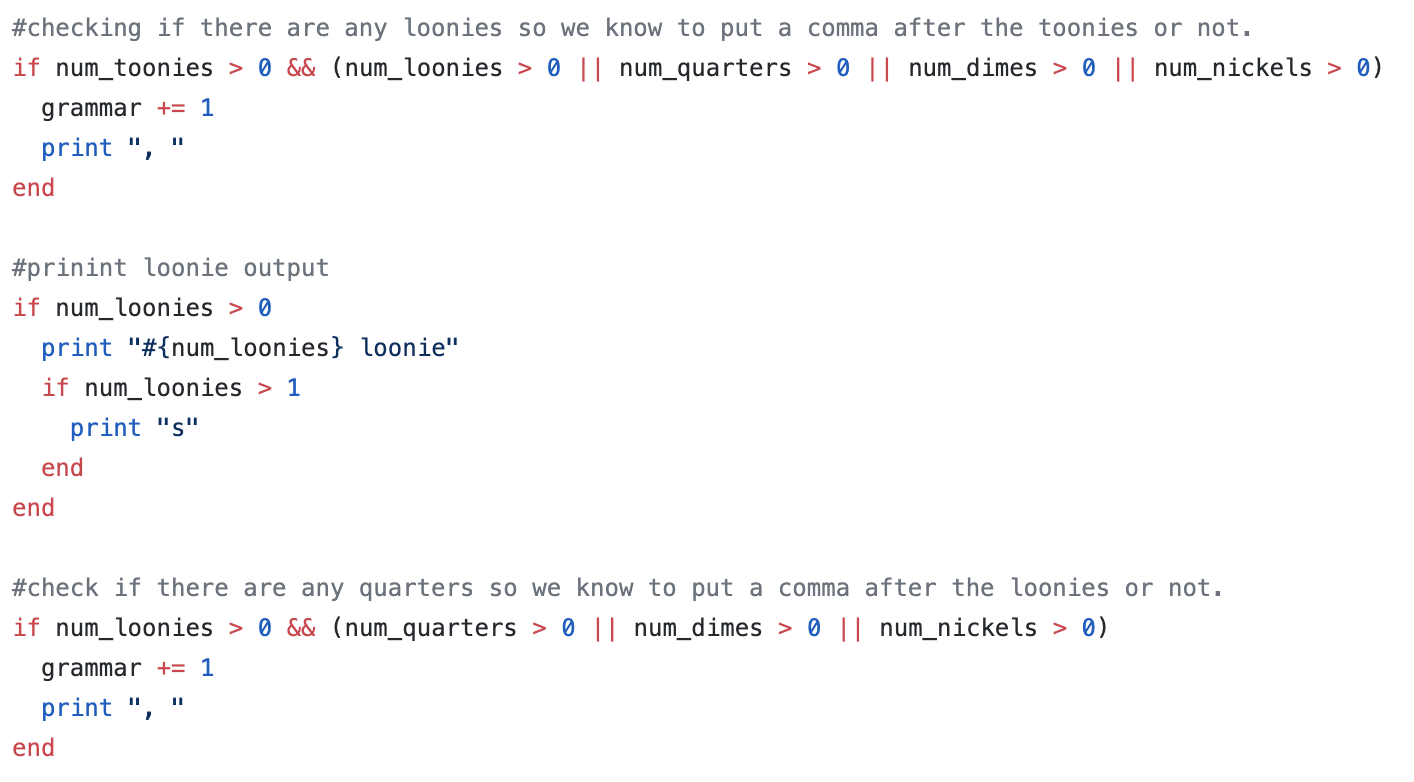 #checking if there are any loonies so we know to put a comma after the toonies or not.
if num_toonies > 0 && (num_loonies > 0 || num_quarters > 0 || num_dimes > 0 || num_nickels > 0)
  grammar += 1
  print ", "
end

#prinint loonie output
if num_loonies > 0
  print "#{num_loonies} loonie"
  if num_loonies > 1
    print "s"
  end
end

#check if there are any quarters so we know to put a comma after the loonies or not.
if num_loonies > 0 && (num_quarters > 0 || num_dimes > 0 || num_nickels > 0)
  grammar += 1
  print ", "
end